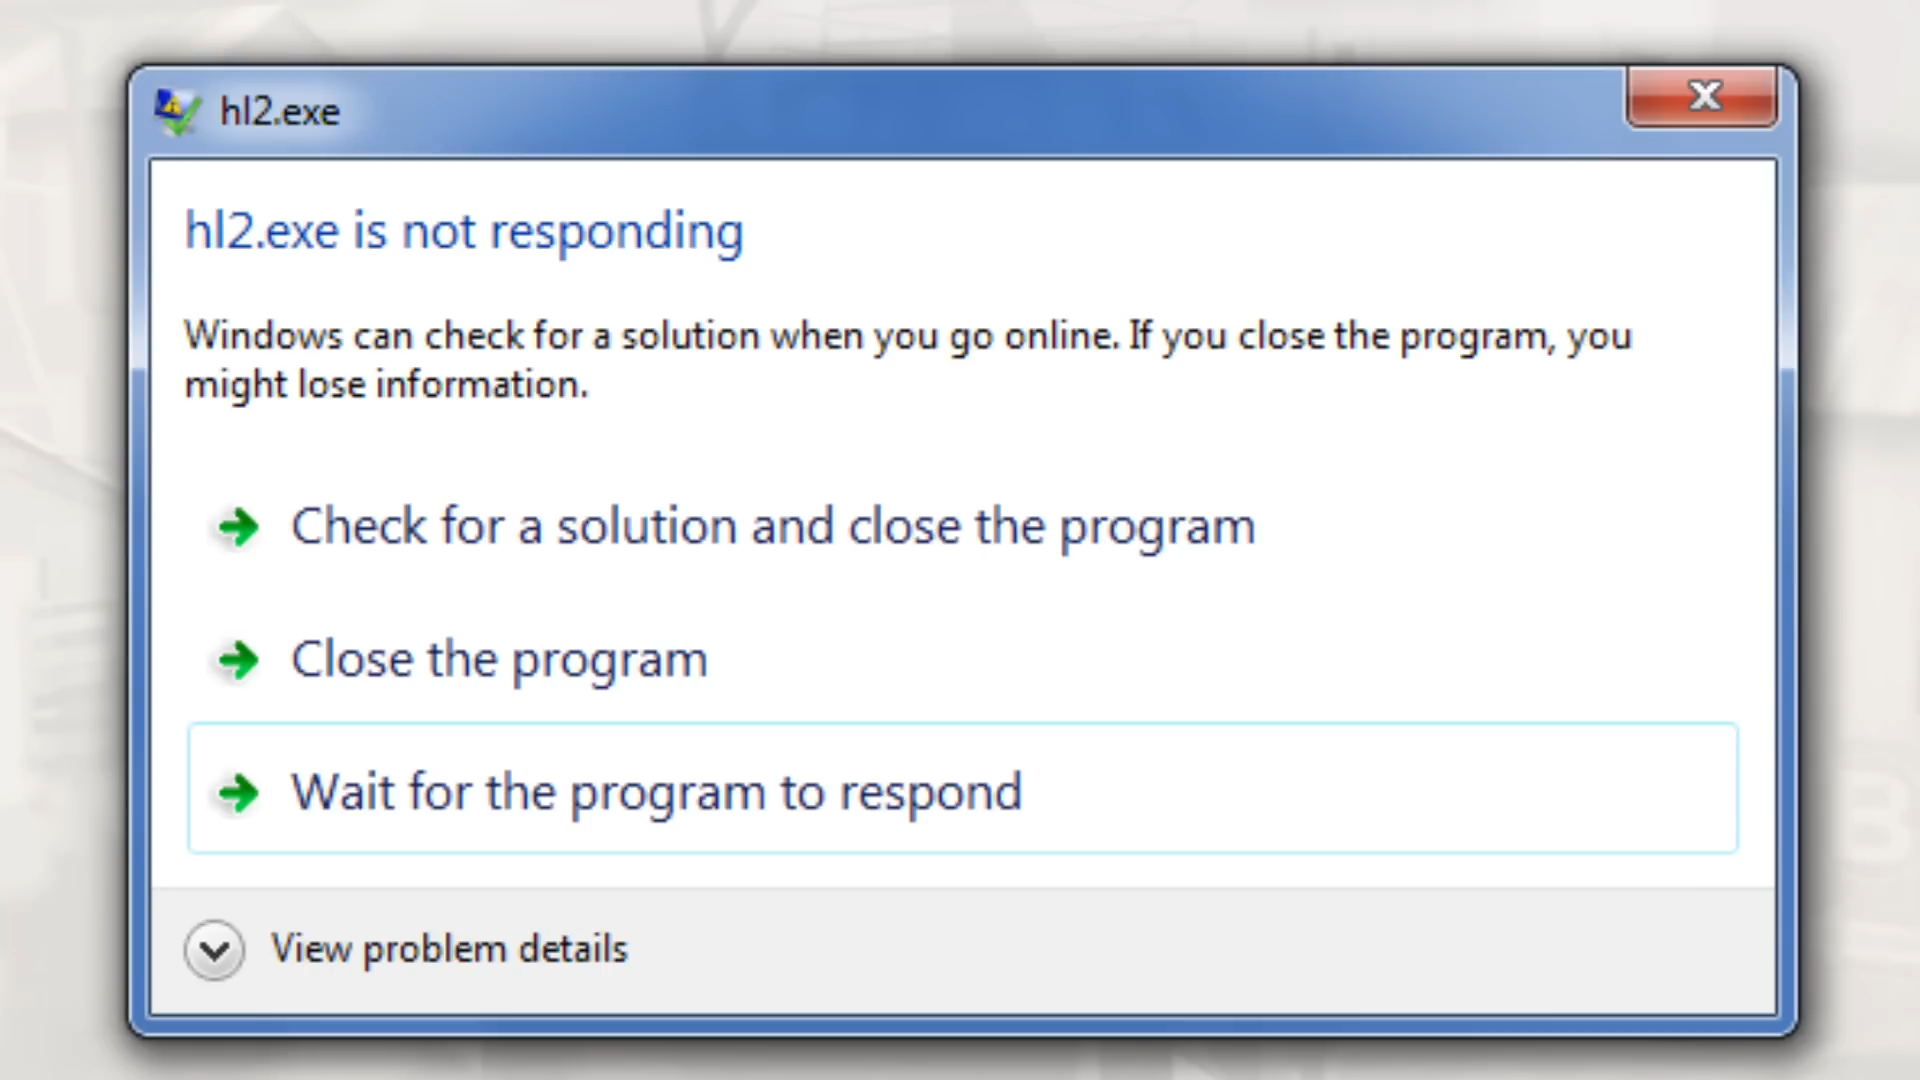 hl2.exe
hl2.exe is not responding
Windows can check for a solution when you go online. If you close the program, you
might lose information.
Check for a solution and close the program
Close the program
Wait for the program to respond
View problem details